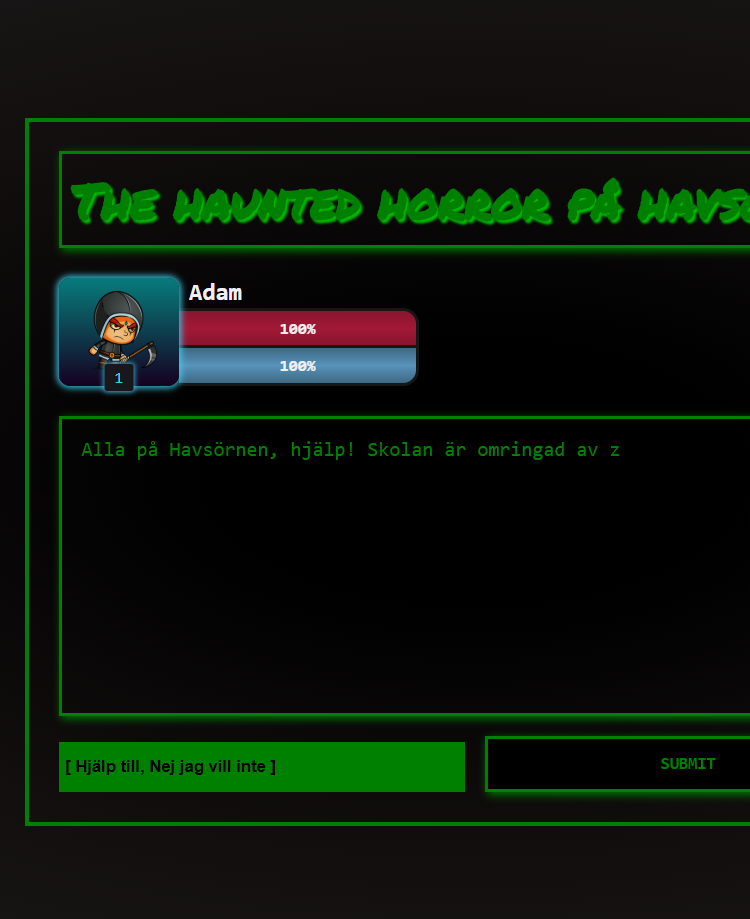 The haunted horror på havs
Adam
100%
100%
1
Alla på Havsörnen, hjälp! Skolan är omringad av z
[ Hjälp till, Nej jag vill inte ]
SUBMIT